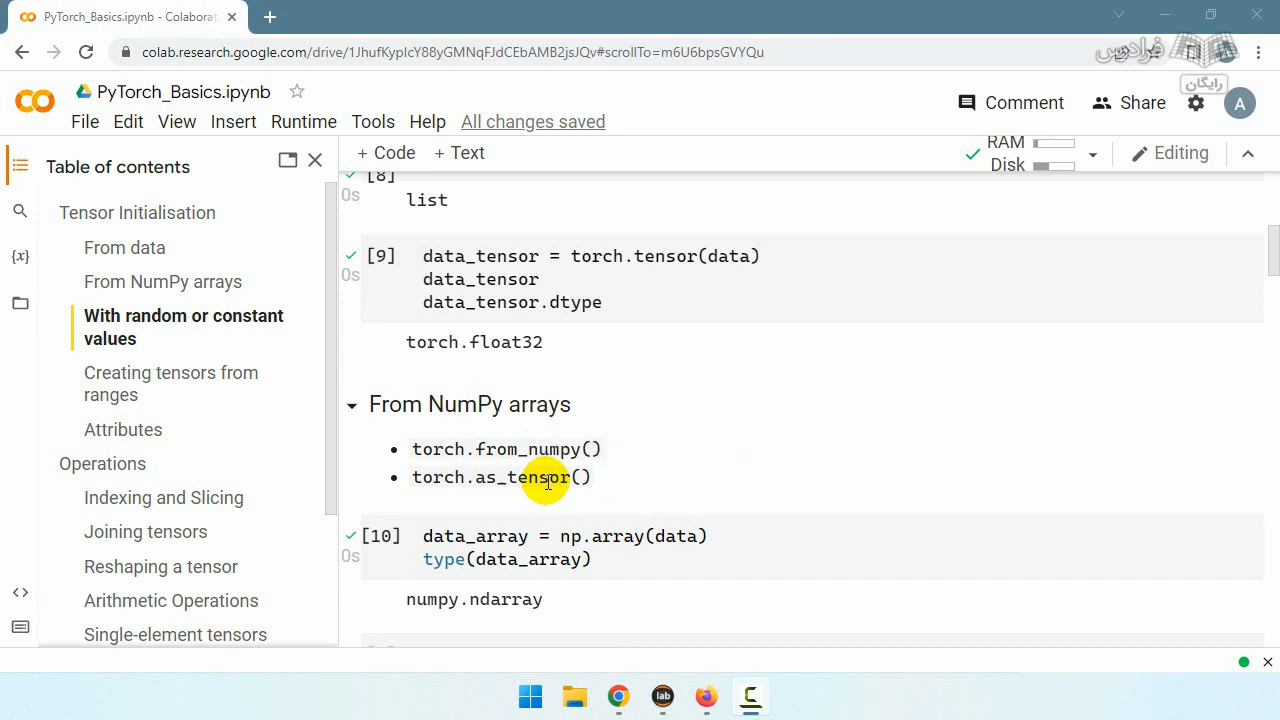 PyTorch_Basics.ipynb - Colaborat
colab.research.google.com/drive/1JhufKyplcY88yGMNqFJdCEbAMB2jsJQv#scrollTo=m6U6bpsGVYQu
فرادرس
رایگان
PyTorch_Basics.ipynb
Comment
Share
A
File Edit View Insert Runtime Tools Help All changes saved
Table of contents
+ Code + Text
RAM
Disk
Editing
Tensor Initialisation
From data
From NumPy arrays
With random or constant
values
Creating tensors from
ranges
Attributes
Operations
Indexing and Slicing
Joining tensors
Reshaping a tensor
Arithmetic Operations
Single-element tensors
[8]
0s
list
[9]
0s
data_tensor = torch.tensor(data)
data_tensor
data_tensor.dtype
torch.float32
From NumPy arrays
• torch.from_numpy()
• torch.as_tensor()
[10]
0s
data_array = np.array(data)
type(data_array)
numpy.ndarray
{x}
lab